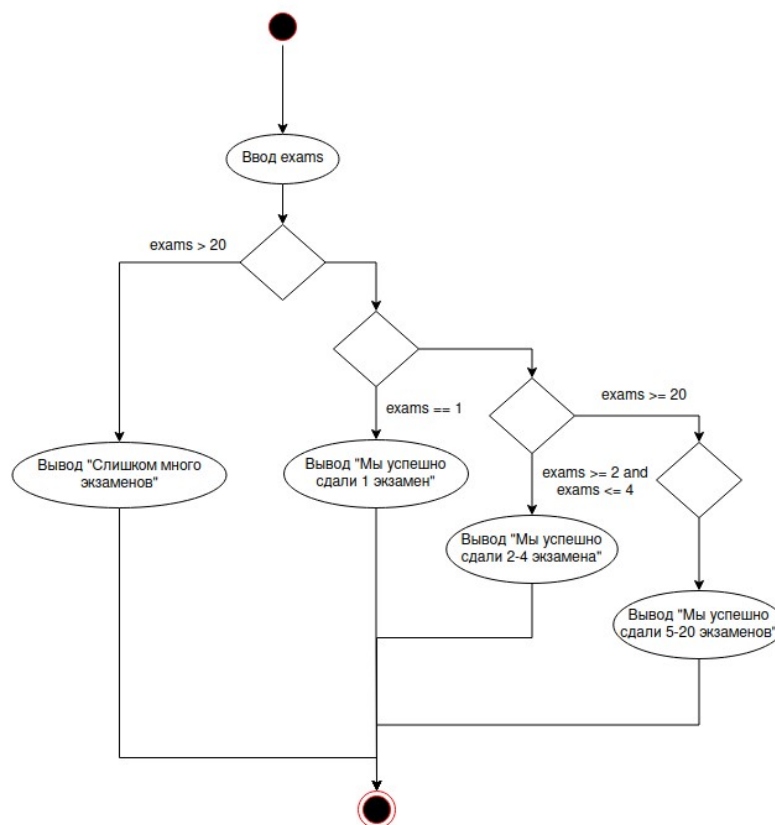 Ввод exams
exams > 20
exams == 1
exams >= 20
Вывод "Слишком много
экзаменов"
Вывод "Мы успешно
сдали 1 экзамен"
exams >= 2 and
exams <= 4
Вывод "Мы успешно
сдали 2-4 экзамена"
Вывод "Мы успешно
сдали 5-20 экзаменов"